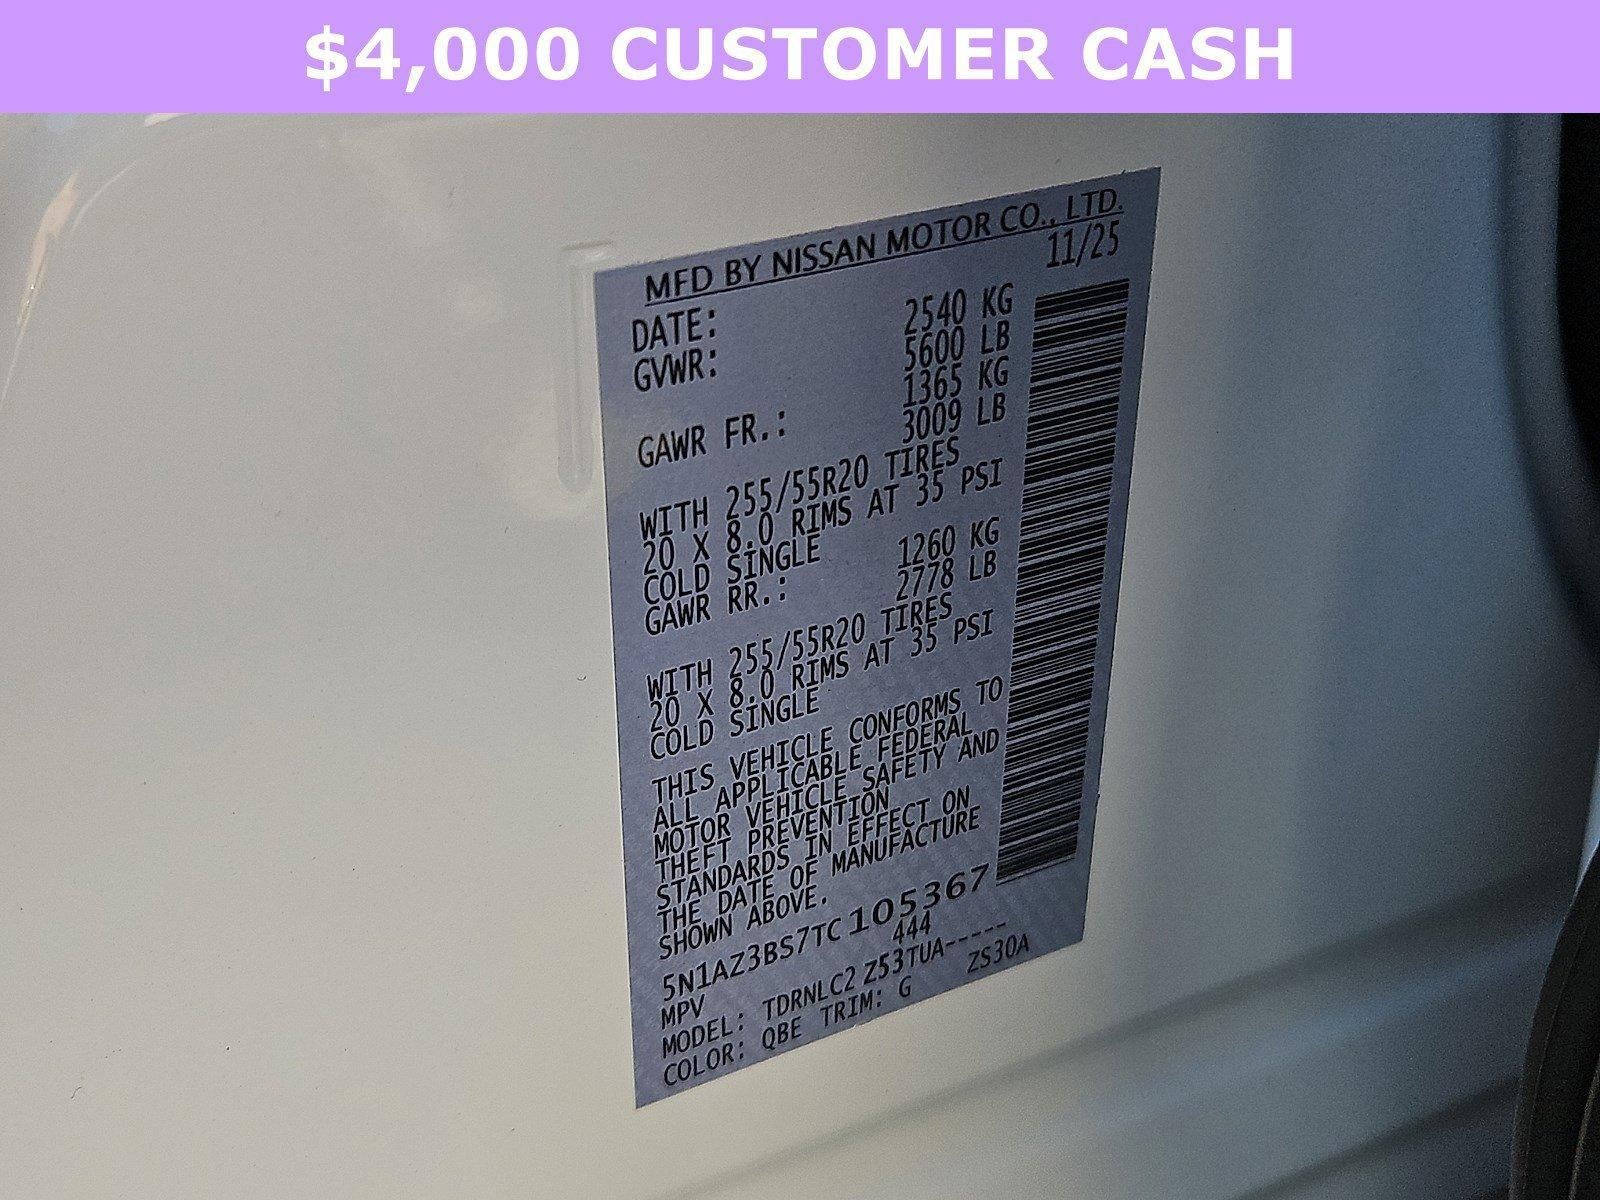 $4,000 CUSTOMER CASH
MFD BY NISSAN MOTOR CO., LTD.
DATE: 11/25
GVWR: 2540 KG
5600 LB
GAWR FR.: 1365 KG
3009 LB
WITH 255/55R20 TIRES
20 X 8.0 RIMS AT 35 PSI
COLD SINGLE
GAWR RR.: 1260 KG
2778 LB
WITH 255/55R20 TIRES
20 X 8.0 RIMS AT 35 PSI
COLD SINGLE
THIS VEHICLE CONFORMS TO
ALL APPLICABLE FEDERAL
MOTOR VEHICLE SAFETY AND
THEFT PREVENTION
STANDARDS IN EFFECT ON
THE DATE OF MANUFACTURE
SHOWN ABOVE.
5N1AZ3BS7TC105367
MPV 444
MODEL: TDRNLC2 Z53TUA-----
COLOR: QBE TRIM: G ZS30A